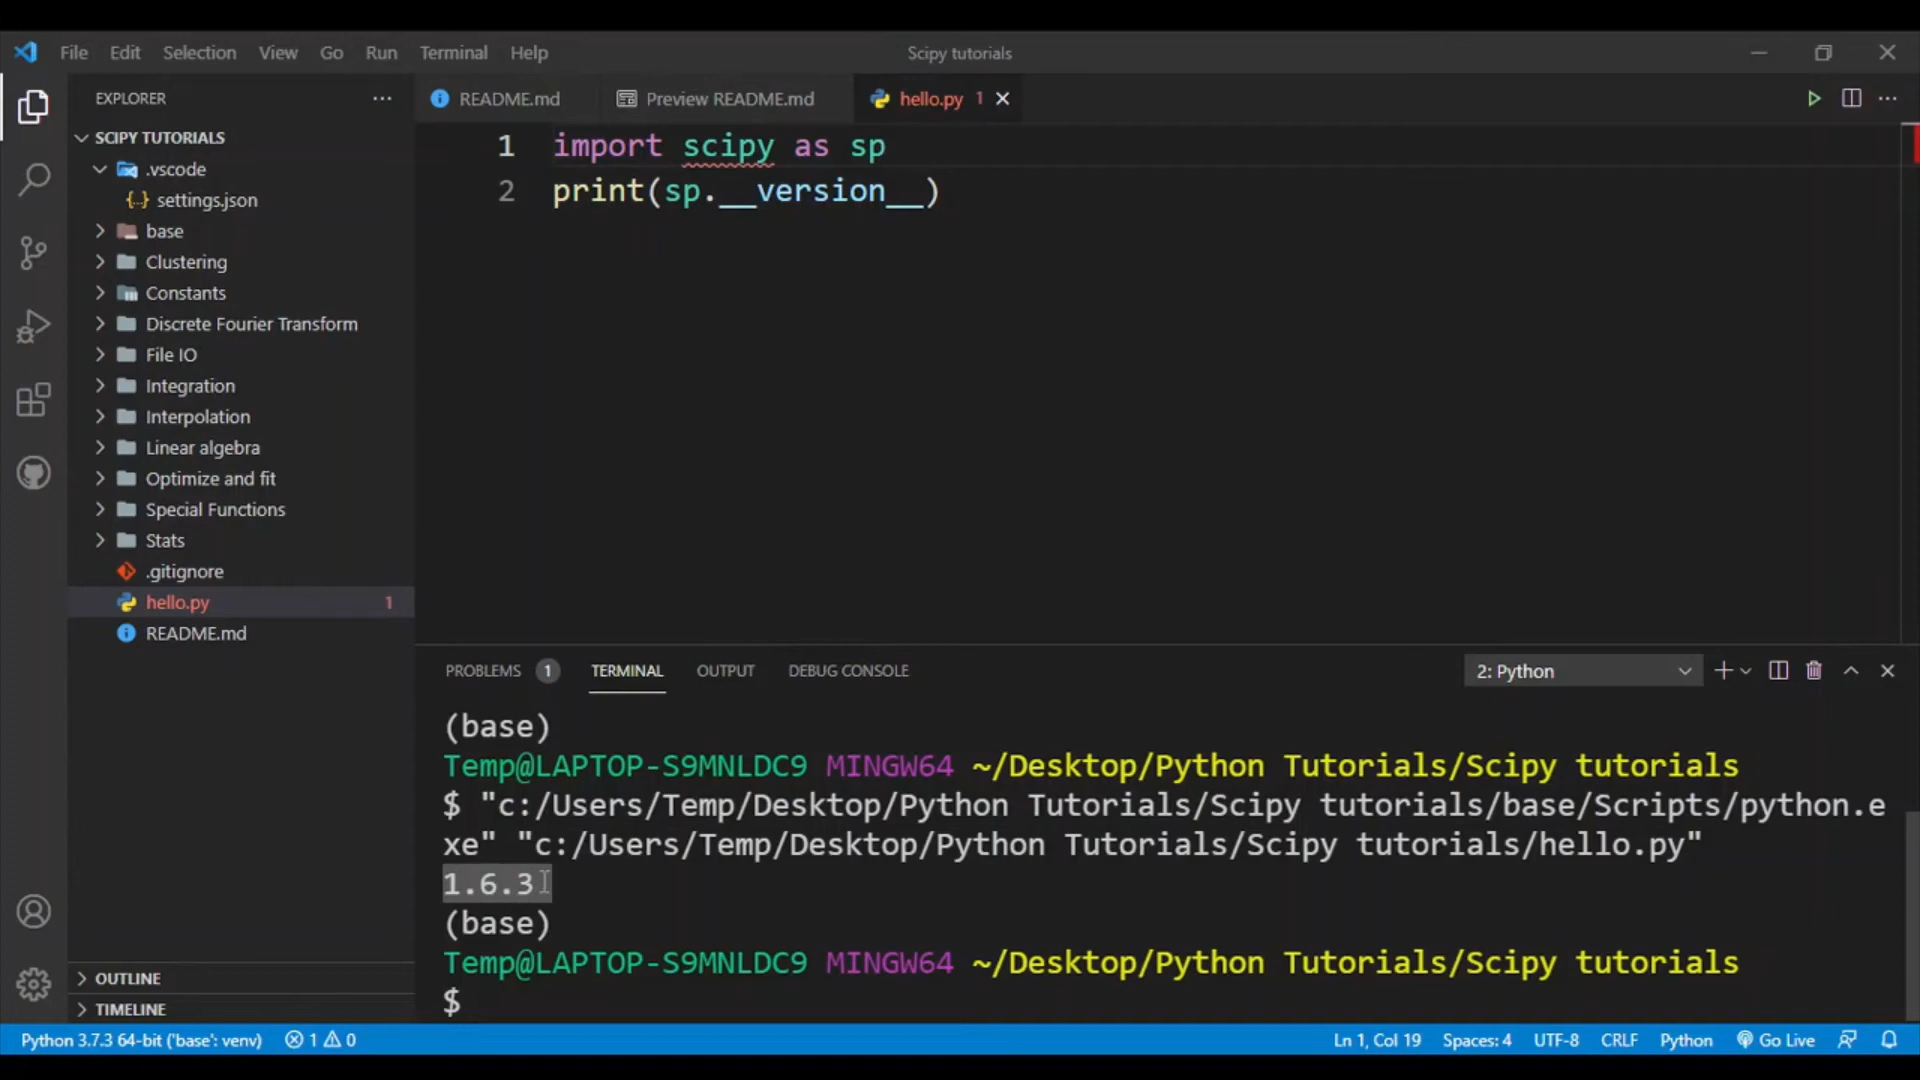 File Edit Selection View Go Run Terminal Help Scipy tutorials
EXPLORER
README.md Preview README.md hello.py 1
SCIPY TUTORIALS
.vscode
settings.json
base
Clustering
Constants
Discrete Fourier Transform
File IO
Integration
Interpolation
Linear algebra
Optimize and fit
Special Functions
Stats
.gitignore
hello.py 1
README.md
OUTLINE
TIMELINE
1 import scipy as sp
2 print(sp.__version__)
PROBLEMS 1 TERMINAL OUTPUT DEBUG CONSOLE 2: Python
(base)
Temp@LAPTOP-S9MNLDC9 MINGW64 ~/Desktop/Python Tutorials/Scipy tutorials
$ "c:/Users/Temp/Desktop/Python Tutorials/Scipy tutorials/base/Scripts/python.e
xe" "c:/Users/Temp/Desktop/Python Tutorials/Scipy tutorials/hello.py"
1.6.3
(base)
Temp@LAPTOP-S9MNLDC9 MINGW64 ~/Desktop/Python Tutorials/Scipy tutorials
$
Python 3.7.3 64-bit ('base': venv) 1 0 Ln 1, Col 19 Spaces: 4 UTF-8 CRLF Python Go Live